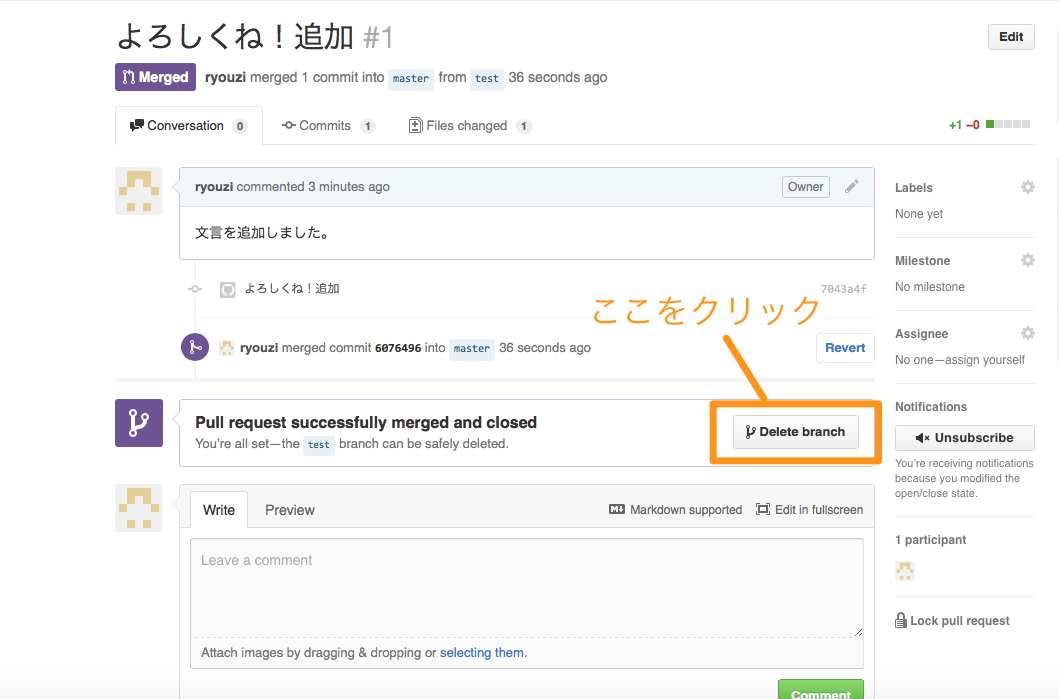 よろしくね！追加 #1
Edit
Merged ryouzi merged 1 commit into master from test 36 seconds ago
Conversation 0 Commits 1 Files changed 1 +1 −0
ryouzi commented 3 minutes ago Owner
文言を追加しました。
よろしくね！追加 7043a4f
ここをクリック
ryouzi merged commit 6076496 into master 36 seconds ago Revert
Pull request successfully merged and closed
You're all set—the test branch can be safely deleted.
Delete branch
Write Preview Markdown supported Edit in fullscreen
Leave a comment
Attach images by dragging & dropping or selecting them.
Comment
Labels
None yet
Milestone
No milestone
Assignee
No one—assign yourself
Notifications
Unsubscribe
You're receiving notifications
because you modified the
open/close state.
1 participant
Lock pull request